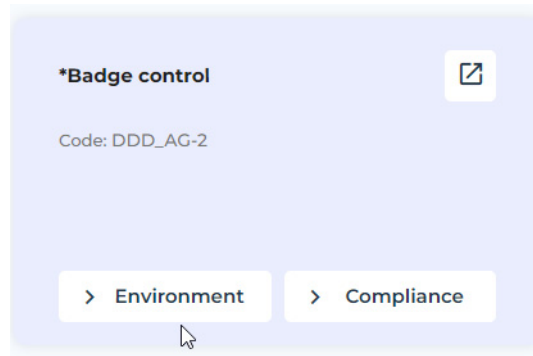 *Badge control
Code: DDD_AG-2
Environment
Compliance